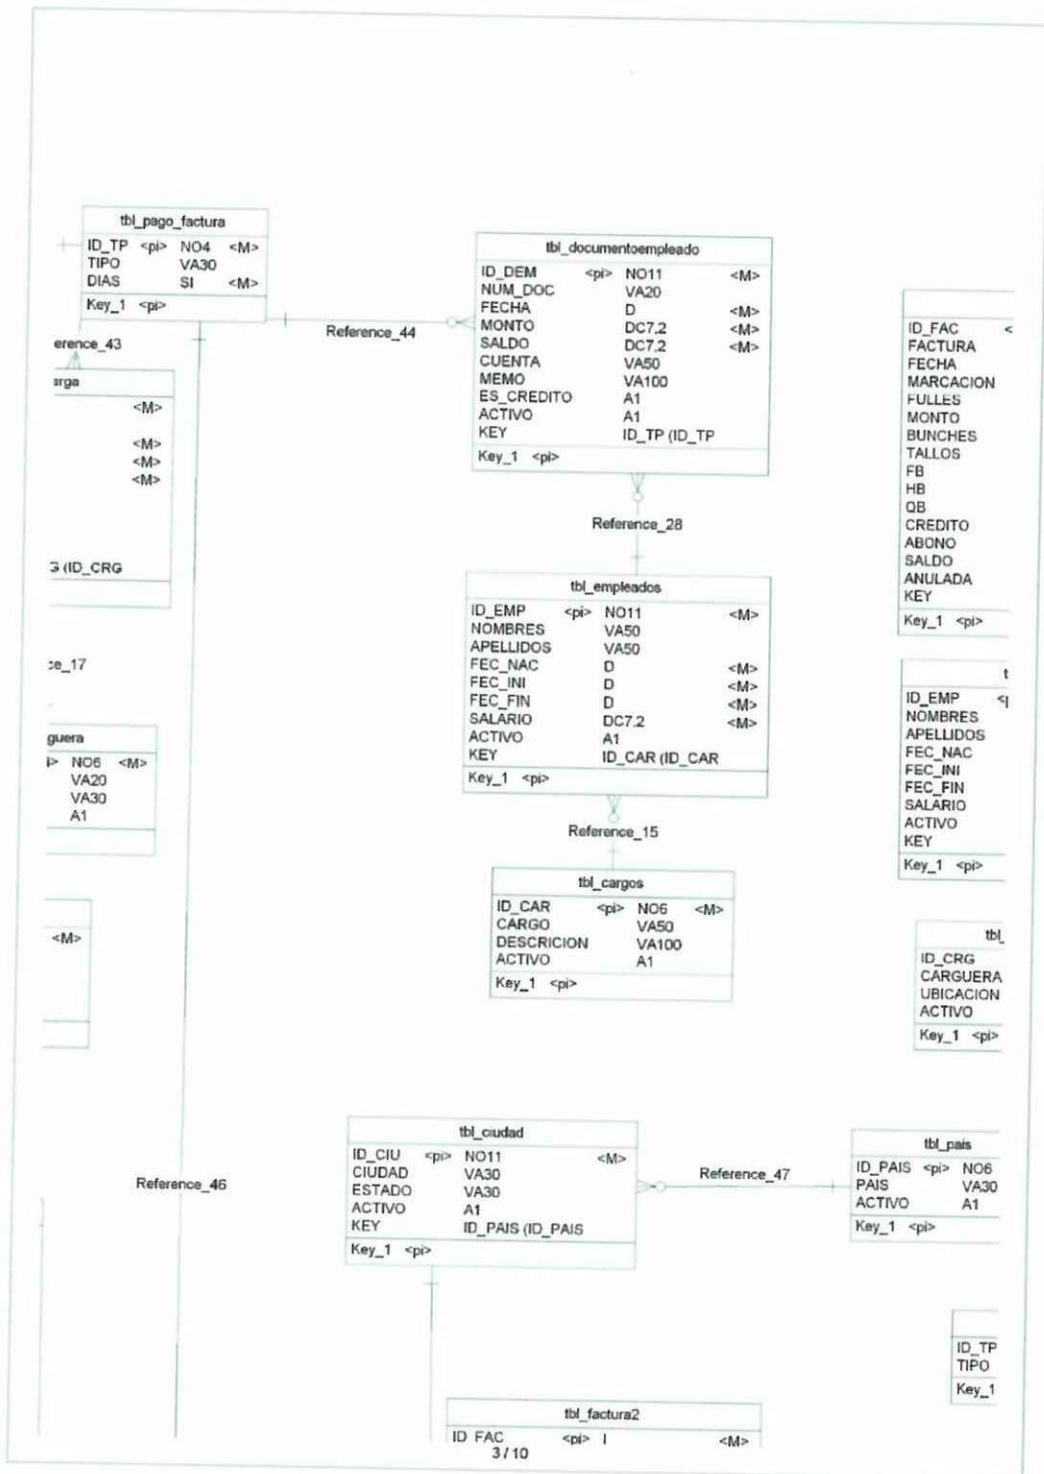 tbl_pago_factura
ID_TP <pi> NO4 <M>
TIPO VA30
DIAS SI <M>
Key_1 <pi>
erence_43
arga
<M>
<M>
<M>
<M>
G (ID_CRG
ce_17
guera
i> NO6 <M>
VA20
VA30
A1
<M>
Reference_46
Reference_44
tbl_documentoempleado
ID_DEM <pi> NO11 <M>
NUM_DOC VA20
FECHA D <M>
MONTO DC7,2 <M>
SALDO DC7,2 <M>
CUENTA VA50
MEMO VA100
ES_CREDITO A1
ACTIVO A1
KEY ID_TP (ID_TP
Key_1 <pi>
Reference_28
tbl_empleados
ID_EMP <pi> NO11 <M>
NOMBRES VA50
APELLIDOS VA50
FEC_NAC D <M>
FEC_INI D <M>
FEC_FIN D <M>
SALARIO DC7,2 <M>
ACTIVO A1
KEY ID_CAR (ID_CAR
Key_1 <pi>
Reference_15
tbl_cargos
ID_CAR <pi> NO6 <M>
CARGO VA50
DESCRICION VA100
ACTIVO A1
Key_1 <pi>
tbl_ciudad
ID_CIU <pi> NO11 <M>
CIUDAD VA30
ESTADO VA30
ACTIVO A1
KEY ID_PAIS (ID_PAIS
Key_1 <pi>
Reference_47
tbl_factura2
ID_FAC <pi> I <M>
3 / 10
ID_FAC <
FACTURA
FECHA
MARCACION
FULLES
MONTO
BUNCHES
TALLOS
FB
HB
QB
CREDITO
ABONO
SALDO
ANULADA
KEY
Key_1 <pi>
t
ID_EMP <p
NOMBRES
APELLIDOS
FEC_NAC
FEC_INI
FEC_FIN
SALARIO
ACTIVO
KEY
Key_1 <pi>
tbl_
ID_CRG
CARGUERA
UBICACION
ACTIVO
Key_1 <pi>
tbl_pais
ID_PAIS <pi> NO6
PAIS VA30
ACTIVO A1
Key_1 <pi>
ID_TP
TIPO
Key_1